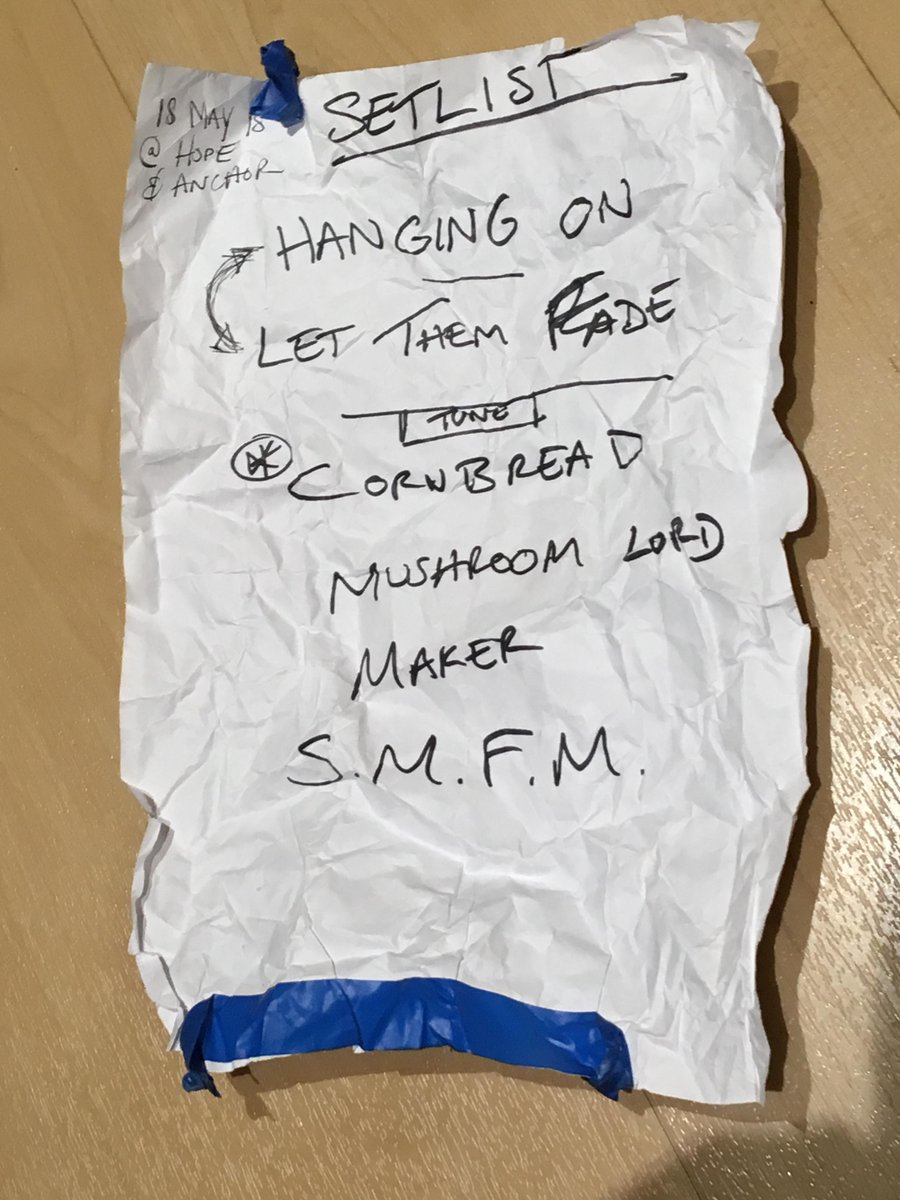 SETLIST
18 MAY 18
@ HOPE
& ANCHOR
HANGING ON
LET THEM FADE
TUNE
CORNBREAD
MUSHROOM LORD
MAKER
S.M.F.M.